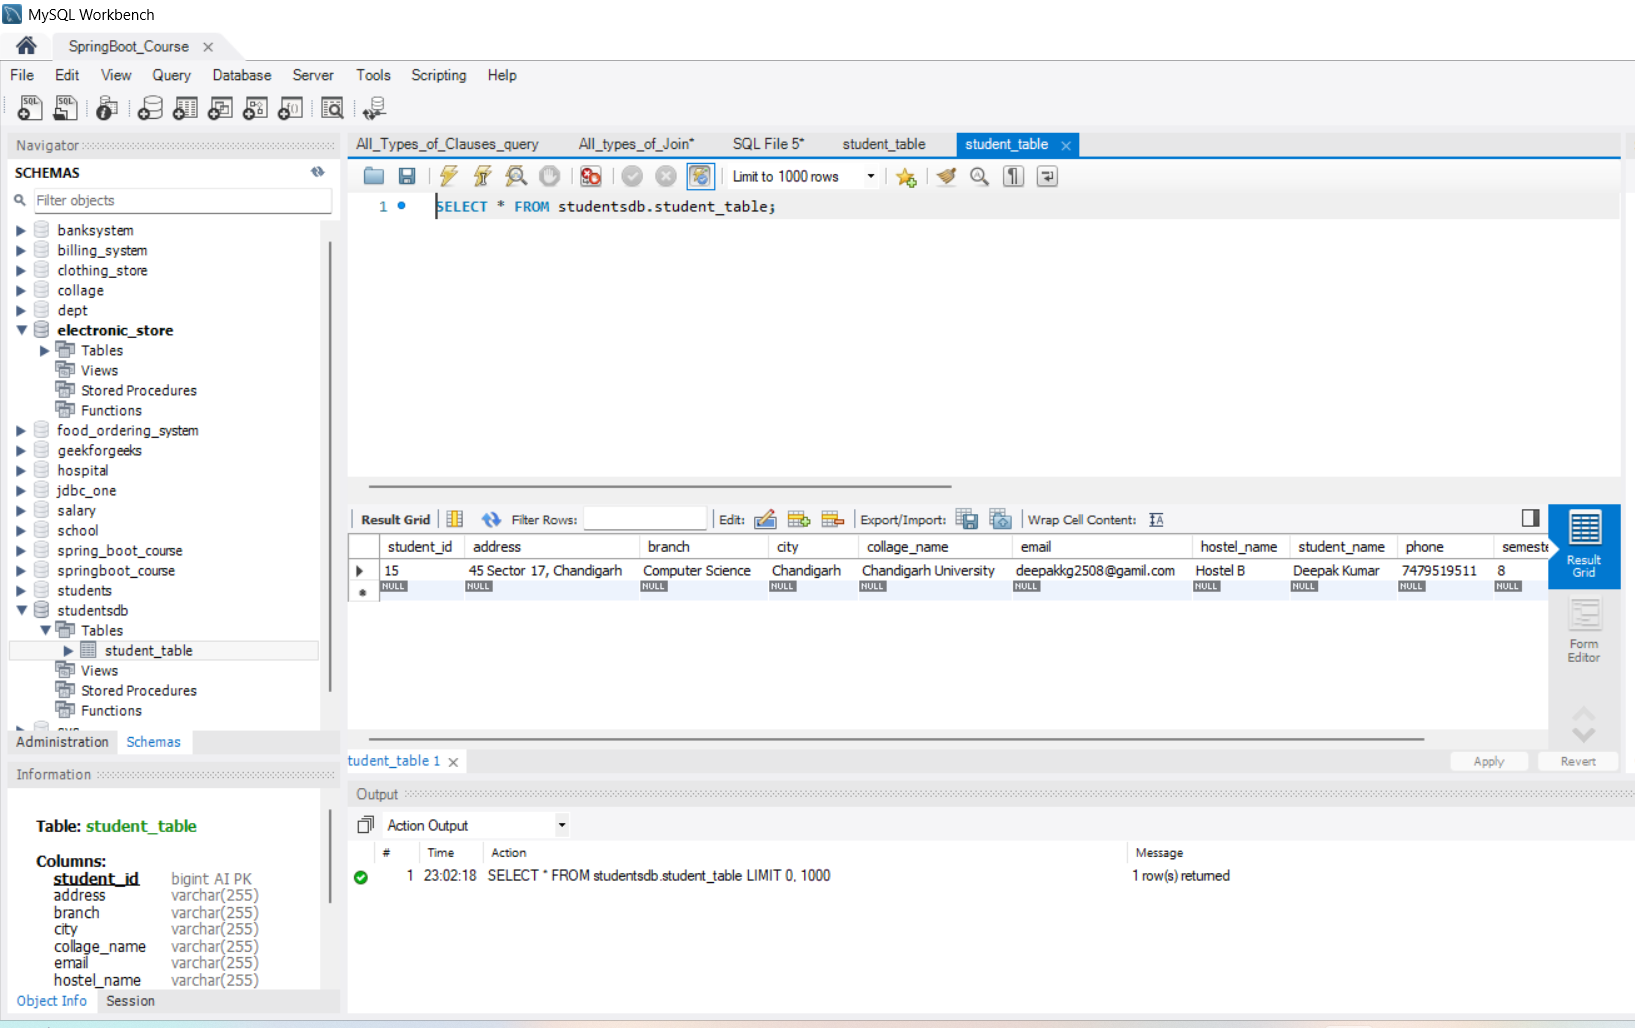 MySQL Workbench
SpringBoot_Course
File Edit View Query Database Server Tools Scripting Help
Navigator
SCHEMAS
Filter objects
banksystem
billing_system
clothing_store
collage
dept
electronic_store
Tables
Views
Stored Procedures
Functions
food_ordering_system
geekforgeeks
hospital
jdbc_one
salary
school
spring_boot_course
springboot_course
students
studentsdb
Tables
student_table
Views
Stored Procedures
Functions
sys
Administration Schemas
Information
Table: student_table
Columns:
student_id bigint AI PK
address varchar(255)
branch varchar(255)
city varchar(255)
collage_name varchar(255)
email varchar(255)
hostel_name varchar(255)
Object Info Session
All_Types_of_Clauses_query All_types_of_Join* SQL File 5* student_table student_table
Limit to 1000 rows
1 SELECT * FROM studentsdb.student_table;
Result Grid Filter Rows: Edit: Export/Import: Wrap Cell Content:
student_id address branch city collage_name email hostel_name student_name phone semeste
15 45 Sector 17, Chandigarh Computer Science Chandigarh Chandigarh University deepakkg2508@gamil.com Hostel B Deepak Kumar 7479519511 8
NULL NULL NULL NULL NULL NULL NULL NULL NULL NULL
Result
Grid
Form
Editor
tudent_table 1
Apply Revert
Output
Action Output
# Time Action Message
1 23:02:18 SELECT * FROM studentsdb.student_table LIMIT 0, 1000 1 row(s) returned